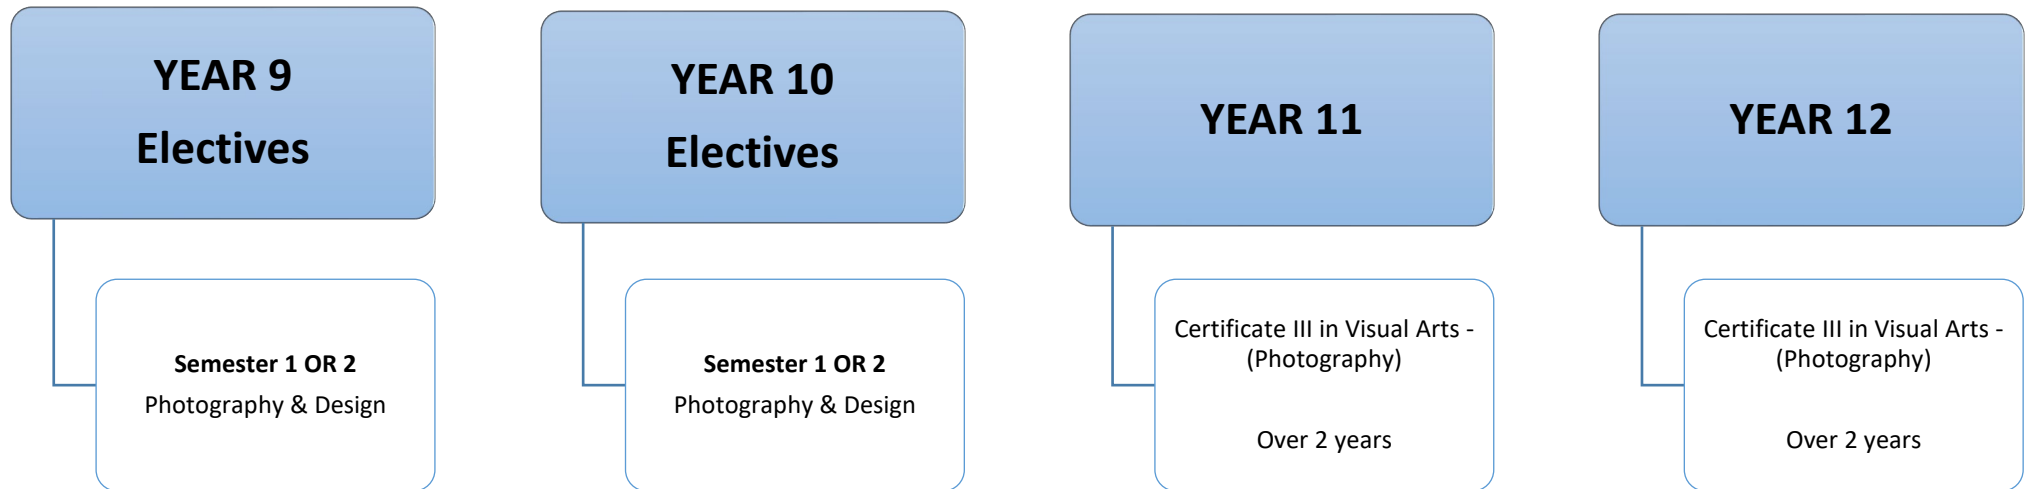 YEAR 9
Electives
Semester 1 OR 2
Photography & Design
YEAR 10
Electives
Semester 1 OR 2
Photography & Design
YEAR 11
Certificate III in Visual Arts -
(Photography)
Over 2 years
YEAR 12
Certificate III in Visual Arts -
(Photography)
Over 2 years